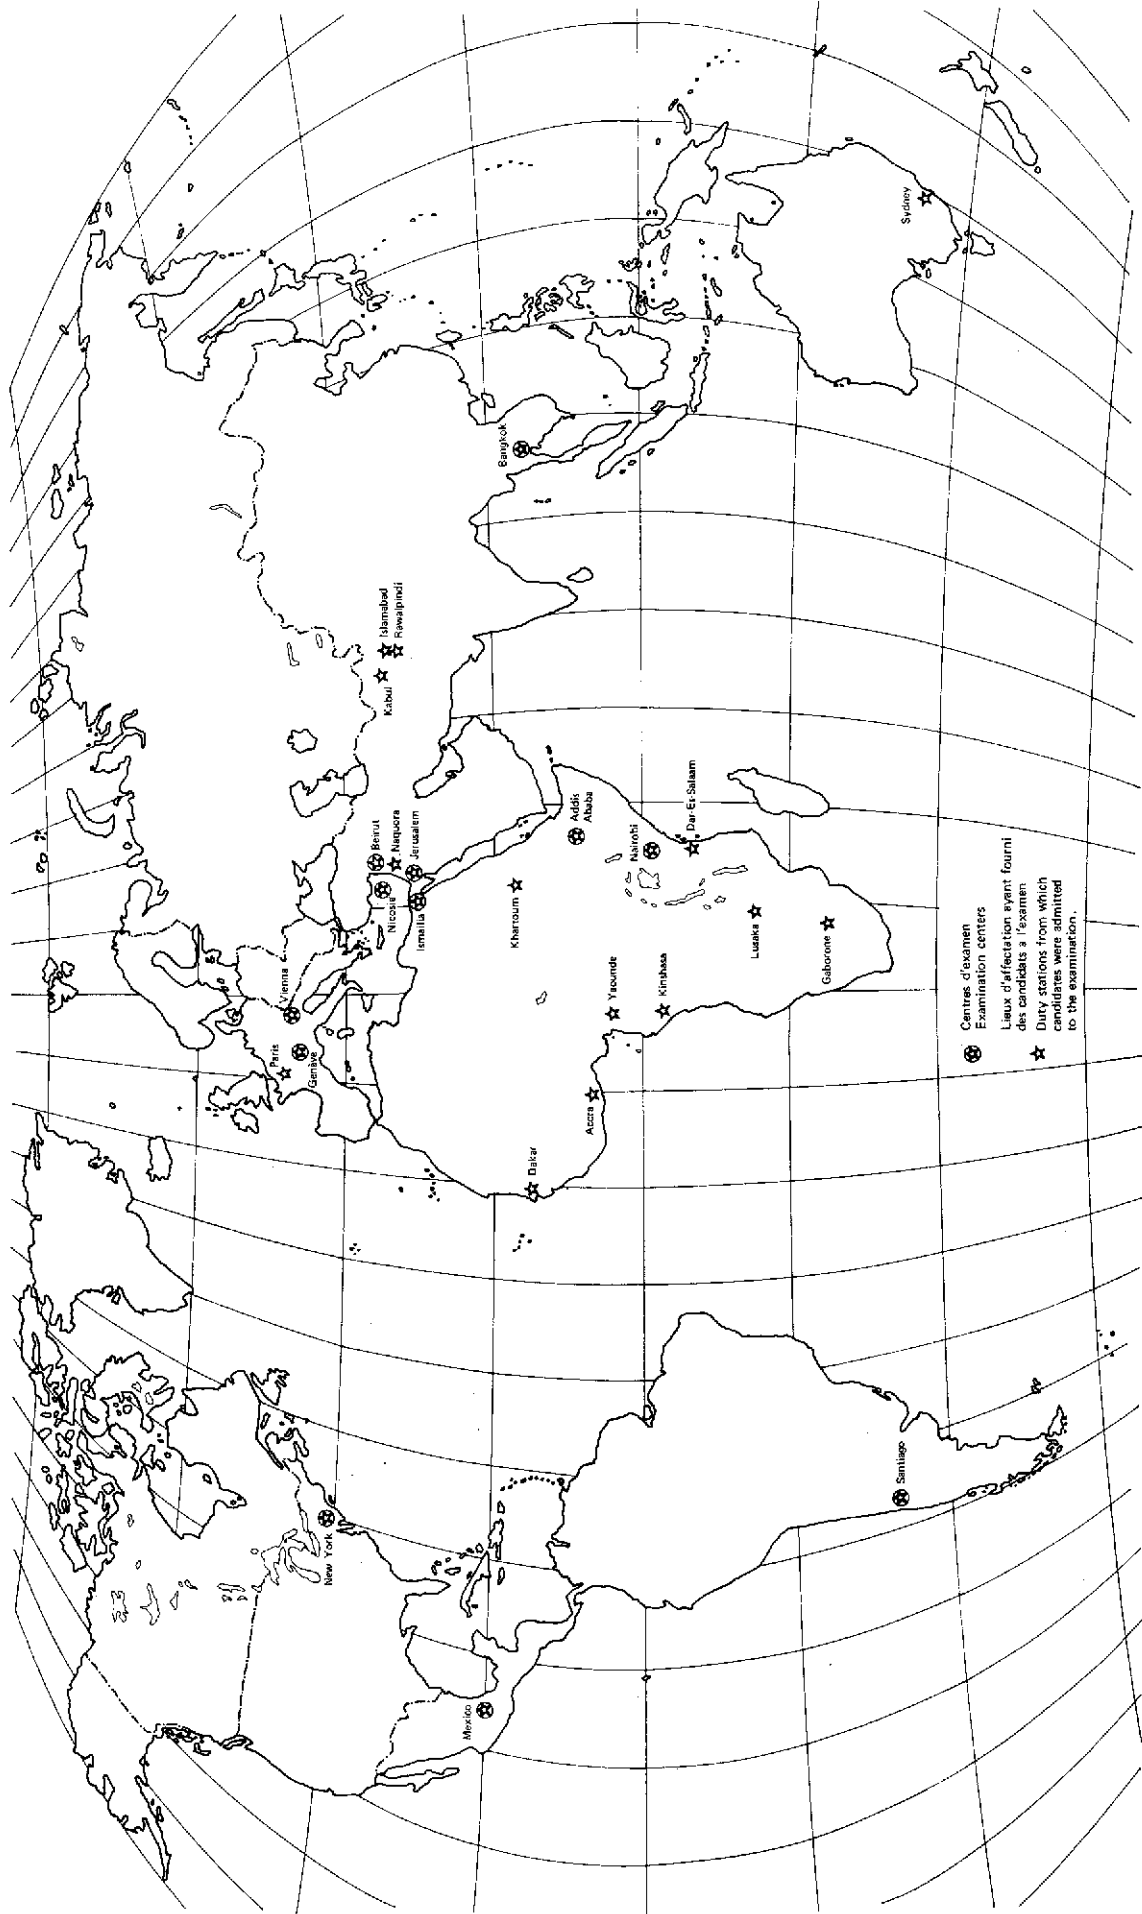 New York
Mexico
Santiago
Paris
Genève
Vienna
Dakar
Accra
Yaounde
Kinshasa
Khartoum
Lusaka
Gaborone
Nicosia
Ismailia
Beirut
Naquora
Jerusalem
Addis
Ababa
Nairobi
Dar-Es-Salaam
Kabul
Islamabad
Rawalpindi
Bangkok
Sydney
Centres d'examen
Examination centers
Lieux d'affectation ayant fourni
des candidats a l'examen
Duty stations from which
candidates were admitted
to the examination.